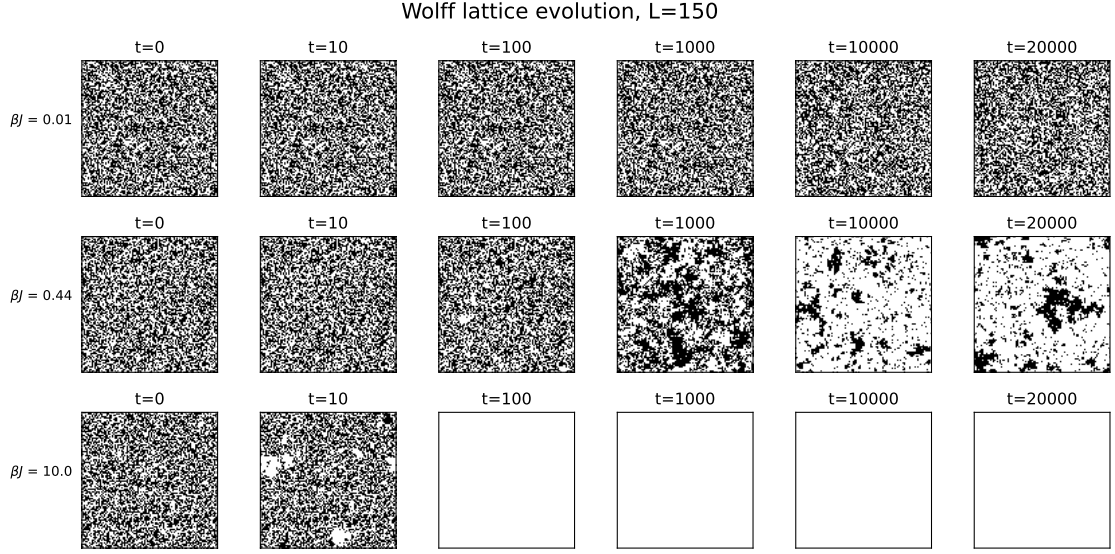 Wolff lattice evolution, L=150
t=0 t=10 t=100 t=1000 t=10000 t=20000
βJ = 0.01
t=0 t=10 t=100 t=1000 t=10000 t=20000
βJ = 0.44
t=0 t=10 t=100 t=1000 t=10000 t=20000
βJ = 10.0